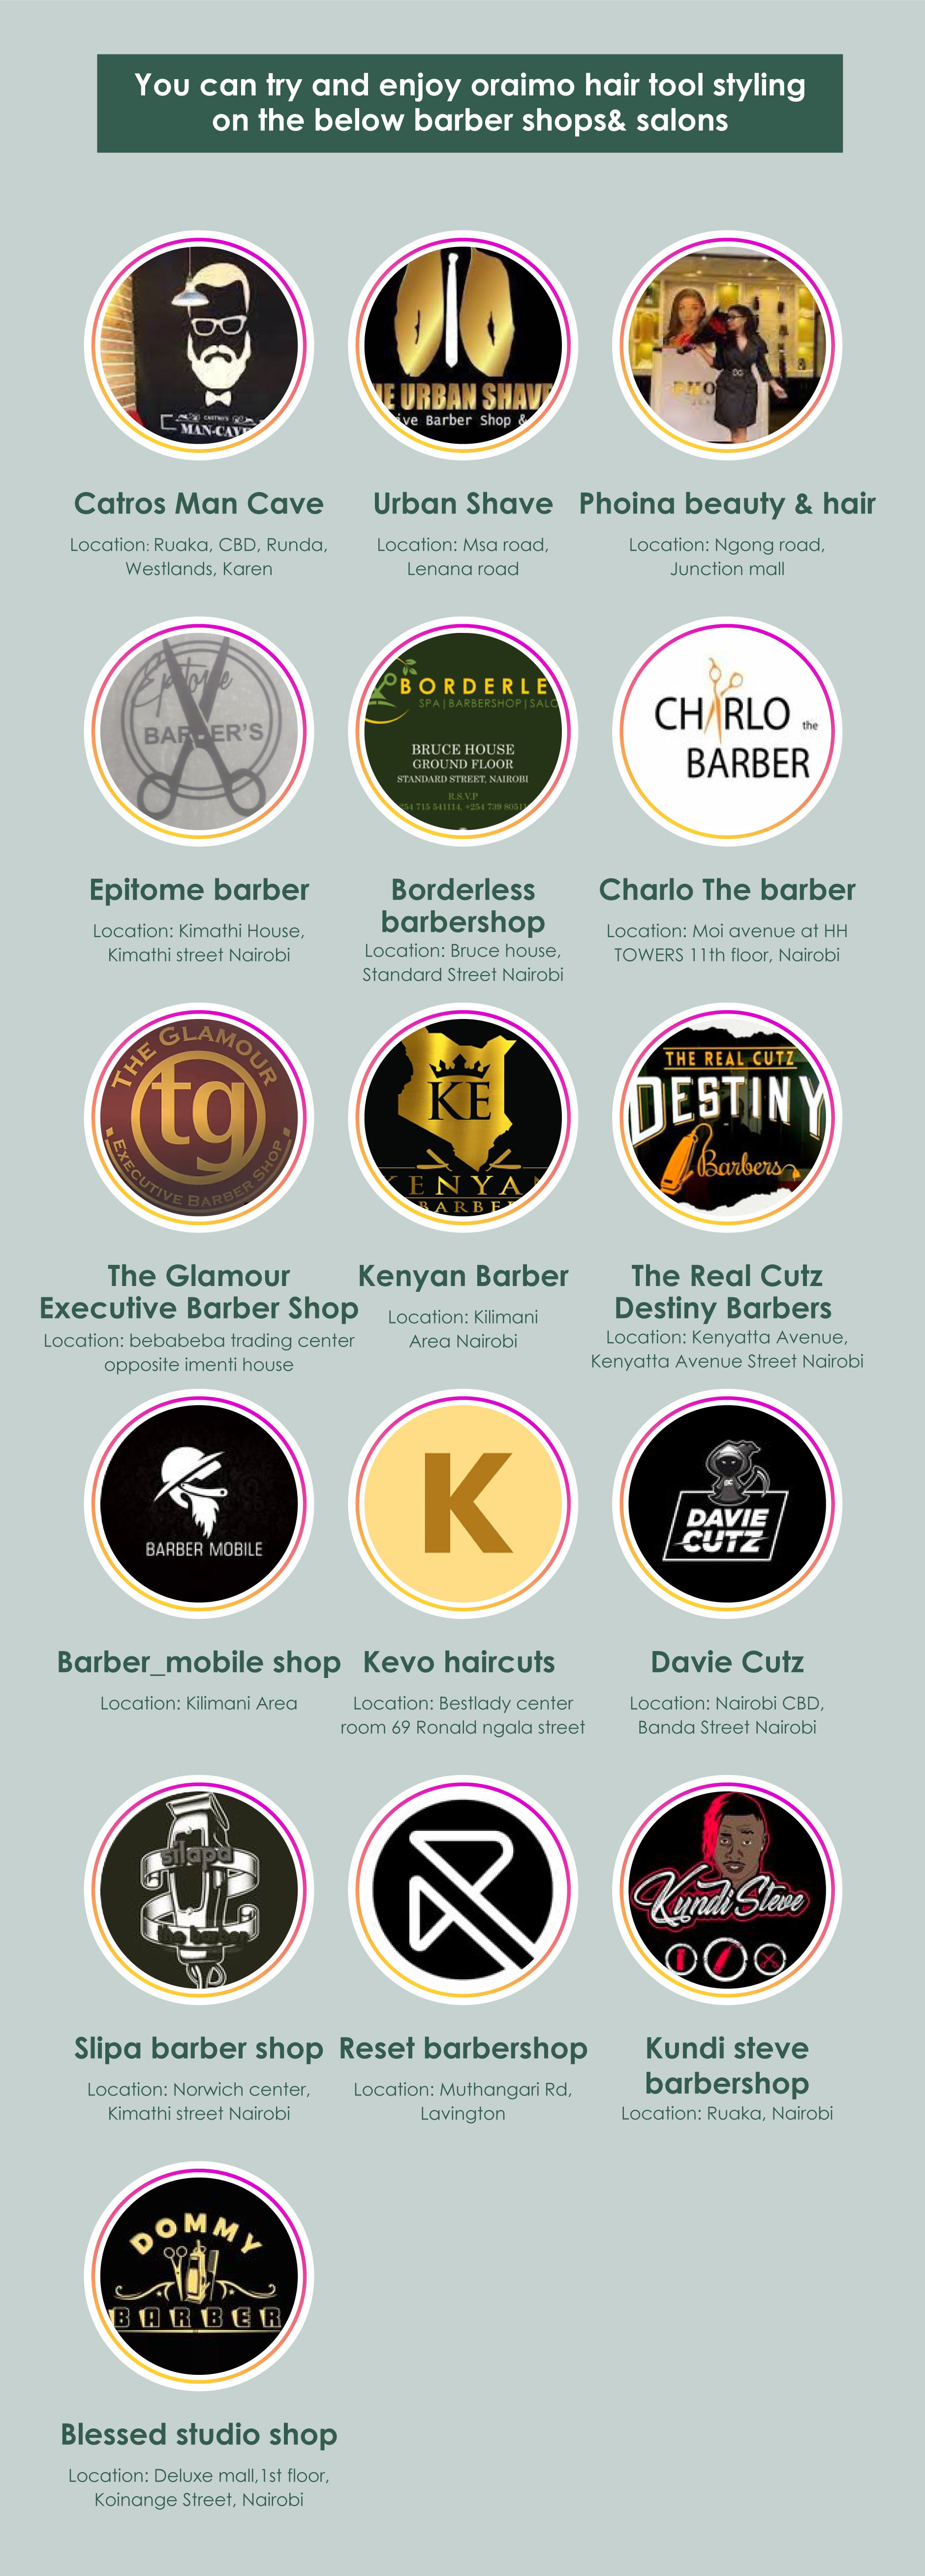 You can try and enjoy oraimo hair tool styling
on the below barber shops& salons
CASTRO'S
MAN-CAVE
E URBAN SHAVE
ive Barber Shop &
PHO
Catros Man Cave
Location: Ruaka, CBD, Runda,
Westlands, Karen
Urban Shave
Location: Msa road,
Lenana road
Phoina beauty & hair
Location: Ngong road,
Junction mall
Epitome
BARBER'S
BORDERLE
SPA | BARBERSHOP | SALO
BRUCE HOUSE
GROUND FLOOR
STANDARD STREET, NAIROBI
R.S.V.P
254 715 541114, +254 739 80511
CHARLO the
BARBER
Epitome barber
Location: Kimathi House,
Kimathi street Nairobi
Borderless
barbershop
Location: Bruce house,
Standard Street Nairobi
Charlo The barber
Location: Moi avenue at HH
TOWERS 11th floor, Nairobi
THE GLAMOUR
tg
EXECUTIVE BARBER SHOP
KE
KENYAN
BARBER
THE REAL CUTZ
DESTINY
Barbers
The Glamour
Executive Barber Shop
Location: bebabeba trading center
opposite imenti house
Kenyan Barber
Location: Kilimani
Area Nairobi
The Real Cutz
Destiny Barbers
Location: Kenyatta Avenue,
Kenyatta Avenue Street Nairobi
BARBER MOBILE
K
DAVIE
CUTZ
Barber_mobile shop
Location: Kilimani Area
Kevo haircuts
Location: Bestlady center
room 69 Ronald ngala street
Davie Cutz
Location: Nairobi CBD,
Banda Street Nairobi
silapa
the barber
R
Kundi Steve
Slipa barber shop
Location: Norwich center,
Kimathi street Nairobi
Reset barbershop
Location: Muthangari Rd,
Lavington
Kundi steve
barbershop
Location: Ruaka, Nairobi
DOMMY
BARBER
Blessed studio shop
Location: Deluxe mall,1st floor,
Koinange Street, Nairobi